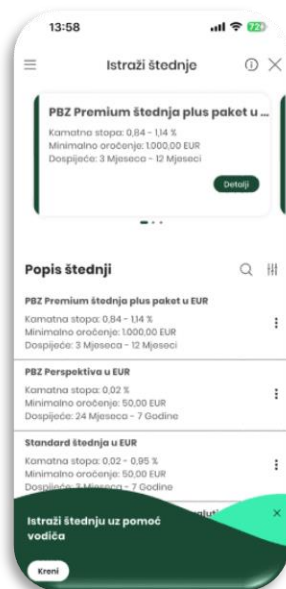 13:58
72
Istraži štednje
PBZ Premium štednja plus paket u ...
Kamatna stopa: 0,84 - 1,14 %
Minimalno oročenje: 1.000,00 EUR
Dospijeće: 3 Mjeseca - 12 Mjeseci
Detalji
Popis štednji
PBZ Premium štednja plus paket u EUR
Kamatna stopa: 0,84 - 1,14 %
Minimalno oročenje: 1.000,00 EUR
Dospijeće: 3 Mjeseca - 12 Mjeseci
PBZ Perspektiva u EUR
Kamatna stopa: 0,02 %
Minimalno oročenje: 50,00 EUR
Dospijeće: 24 Mjeseca - 7 Godine
Standard štednja u EUR
Kamatna stopa: 0,02 - 0,95 %
Minimalno oročenje: 50,00 EUR
Dospijeće: 3 Mjeseca - 7 Godine
Istraži štednju uz pomoć
vodiča
Kreni